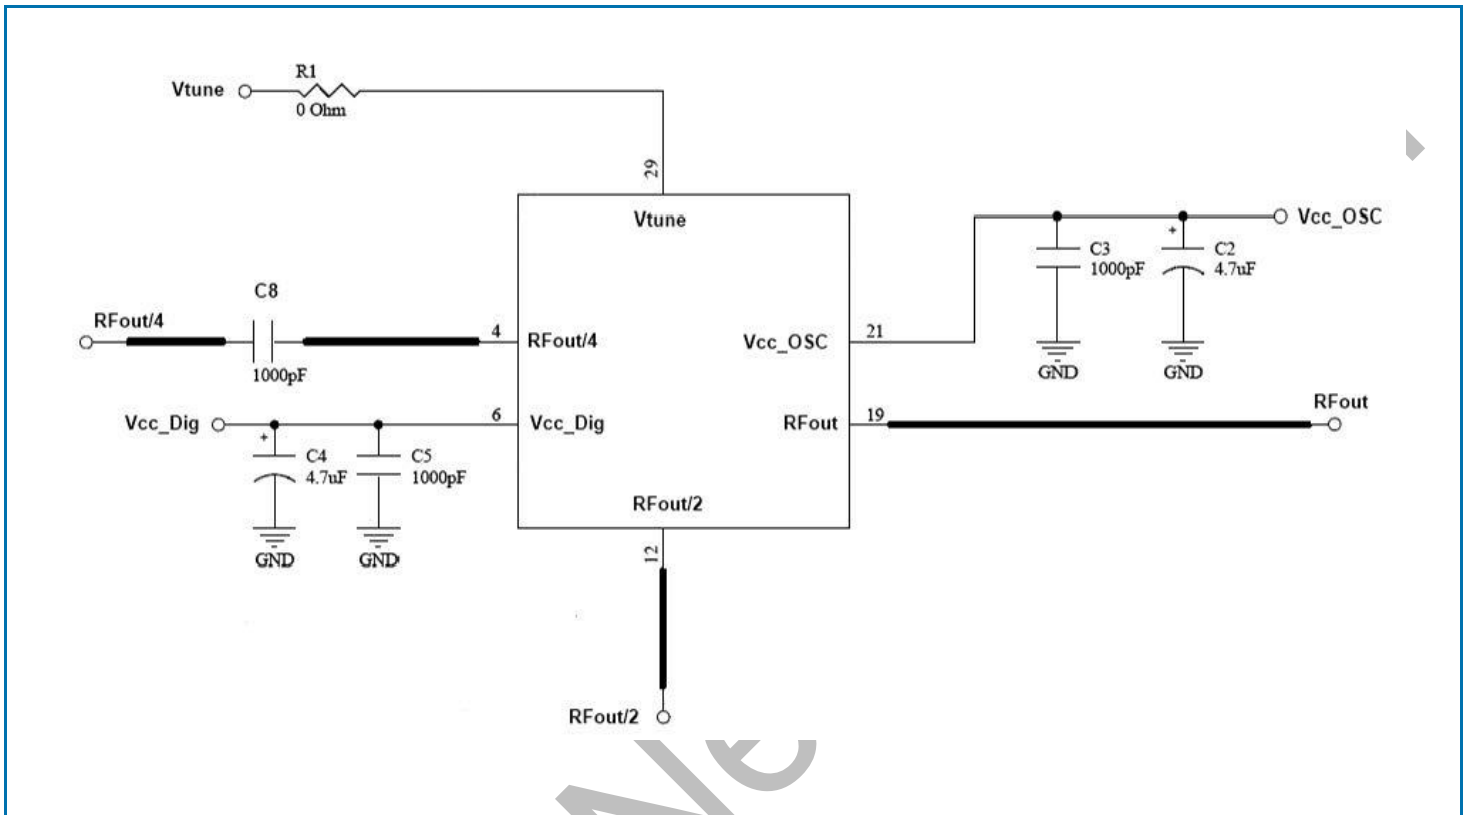 R1
Vtune
0 Ohm
29
Vtune
Vcc_OSC
C3
1000pF
C2
4.7uF
+
C8
RFout/4
4
RFout/4
Vcc_OSC
21
1000pF
GND
GND
Vcc_Dig
6
Vcc_Dig
RFout
19
RFout
+
C4
4.7uF
C5
1000pF
RFout/2
GND
GND
12
RFout/2
Ne